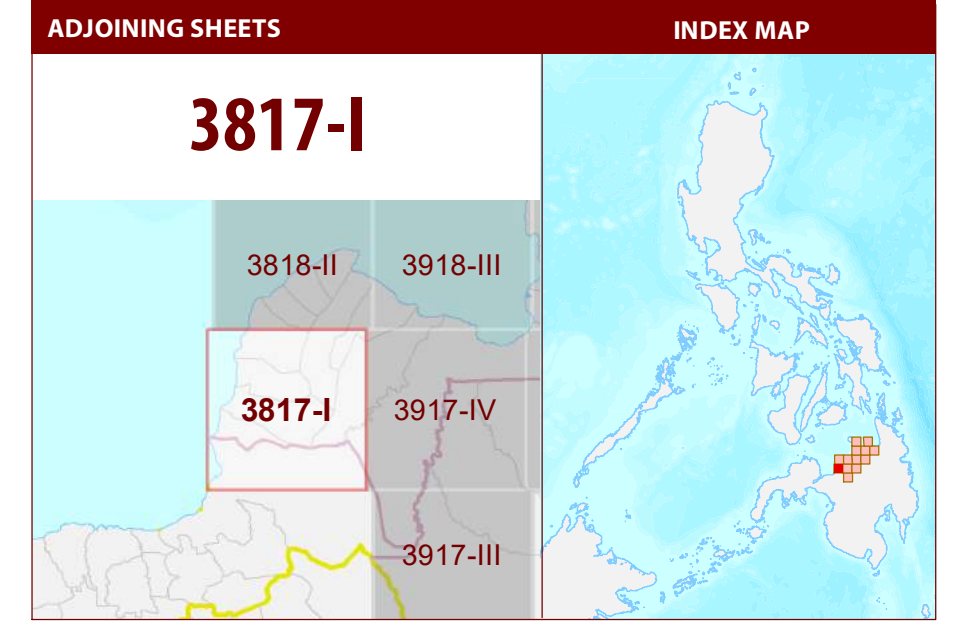 ADJOINING SHEETS
INDEX MAP
3817-I
3818-II
3918-III
3817-I
3917-IV
3917-III